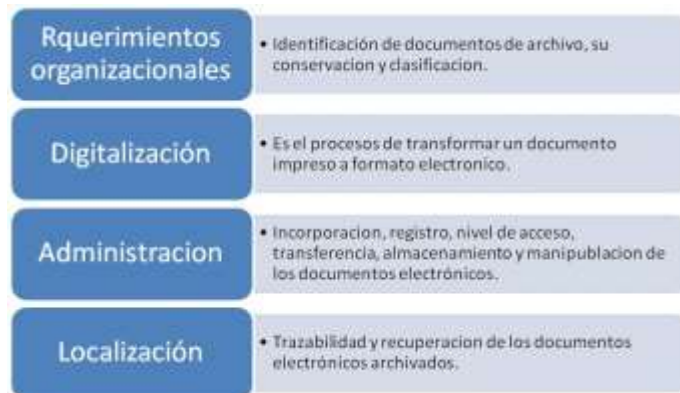 Rquerimientos
organizacionales
• Identificación de documentos de archivo, su
conservacion y clasificacion.
Digitalización
• Es el procesos de transformar un documento
impreso a formato electronico.
Administracion
• Incorporacion, registro, nivel de acceso,
transferencia, almacenamiento y manipublacion de
los documentos electrónicos.
Localización
• Trazabilidad y recuperacion de los documentos
electrónicos archivados.